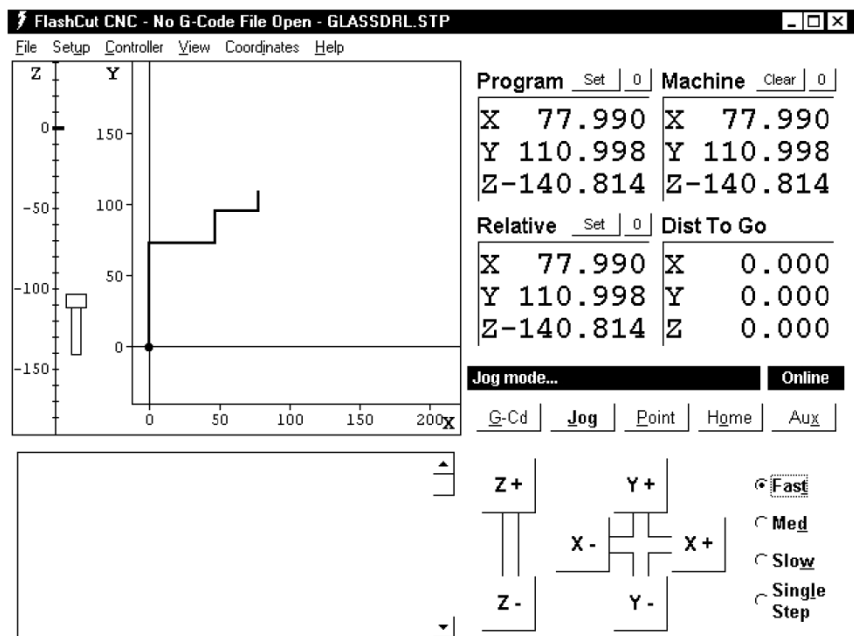 FlashCut CNC - No G-Code File Open - GLASSDRL.STP
File Setup Controller View Coordinates Help
Z
0
-50
-100
-150
Y
150
100
50
0
0 50 100 150 200 X
Program Set 0
X 77.990
Y 110.998
Z-140.814
Machine Clear 0
X 77.990
Y 110.998
Z-140.814
Relative Set 0
X 77.990
Y 110.998
Z-140.814
Dist To Go
X 0.000
Y 0.000
Z 0.000
Jog mode... Online
G-Cd Jog Point Home Aux
Z + Y +
X - X +
Z - Y -
Fast
Med
Slow
Single
Step